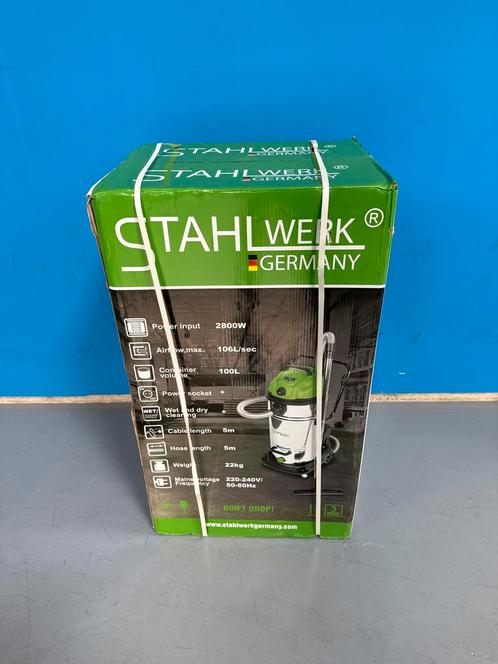 STAHLWERK®
GERMANY
STAHLWERK®
GERMANY
STAHLWERK®
GERMANY
Power input 2800W
Airflow,max. 106L/sec
Container volume 100L
Power socket +
WET/ Wet and dry cleaning
Cable length 5m
Hose length 5m
Weight 22kg
Mains voltage 220-240V/
Frequency 50-60Hz
DON'T DROP!
3
www.stahlwerkgermany.com